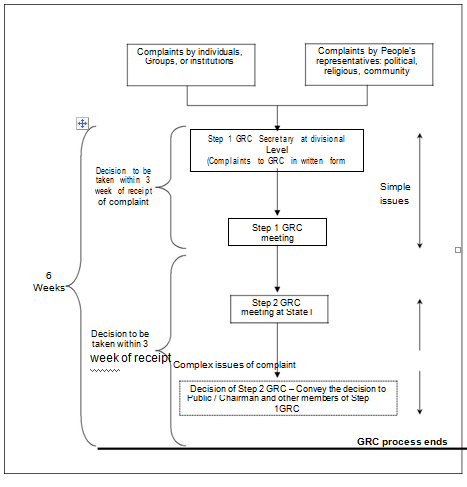 Complaints by individuals,
Groups, or institutions
Complaints by People's
representatives: political,
religious, community
Step 1 GRC Secretary at divisional
Level
(Complaints to GRC in written form
Decision to be
taken within 3
week of receipt
of complaint
Simple
issues
Step 1 GRC
meeting
6
Weeks
Step 2 GRC
meeting at State l
Decision to be
taken within 3
week of receipt
Complex issues of complaint
Decision of Step 2 GRC – Convey the decision to
Public / Chairman and other members of Step
1GRC
GRC process ends